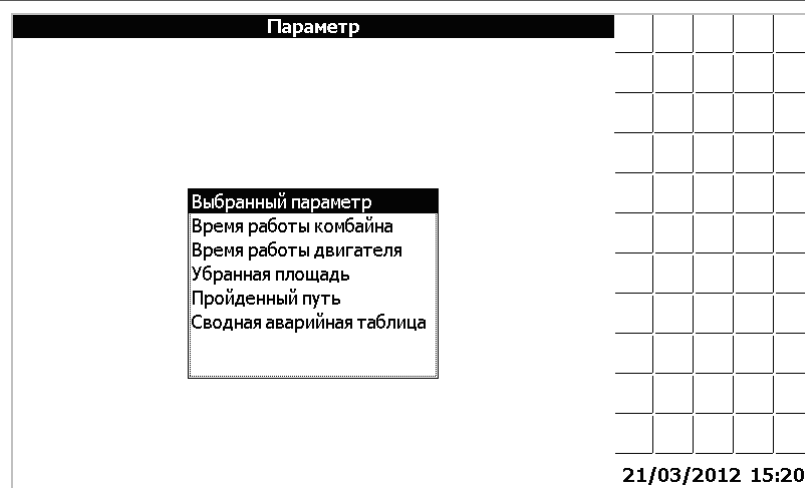 Параметр
Выбранный параметр
Время работы комбайна
Время работы двигателя
Убранная площадь
Пройденный путь
Сводная аварийная таблица
21/03/2012 15:20